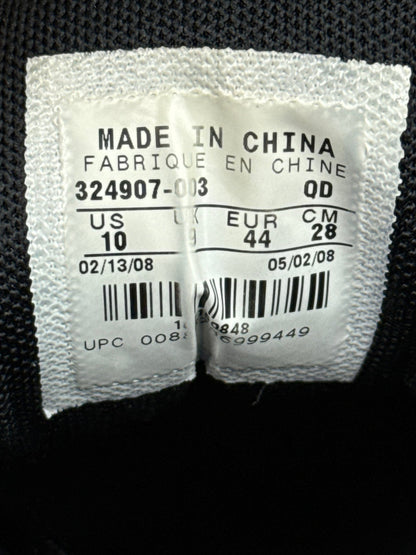 MADE IN CHINA
FABRIQUE EN CHINE
324907-003 QD
US UK EUR CM
10 9 44 28
02/13/08 05/02/08
UPC